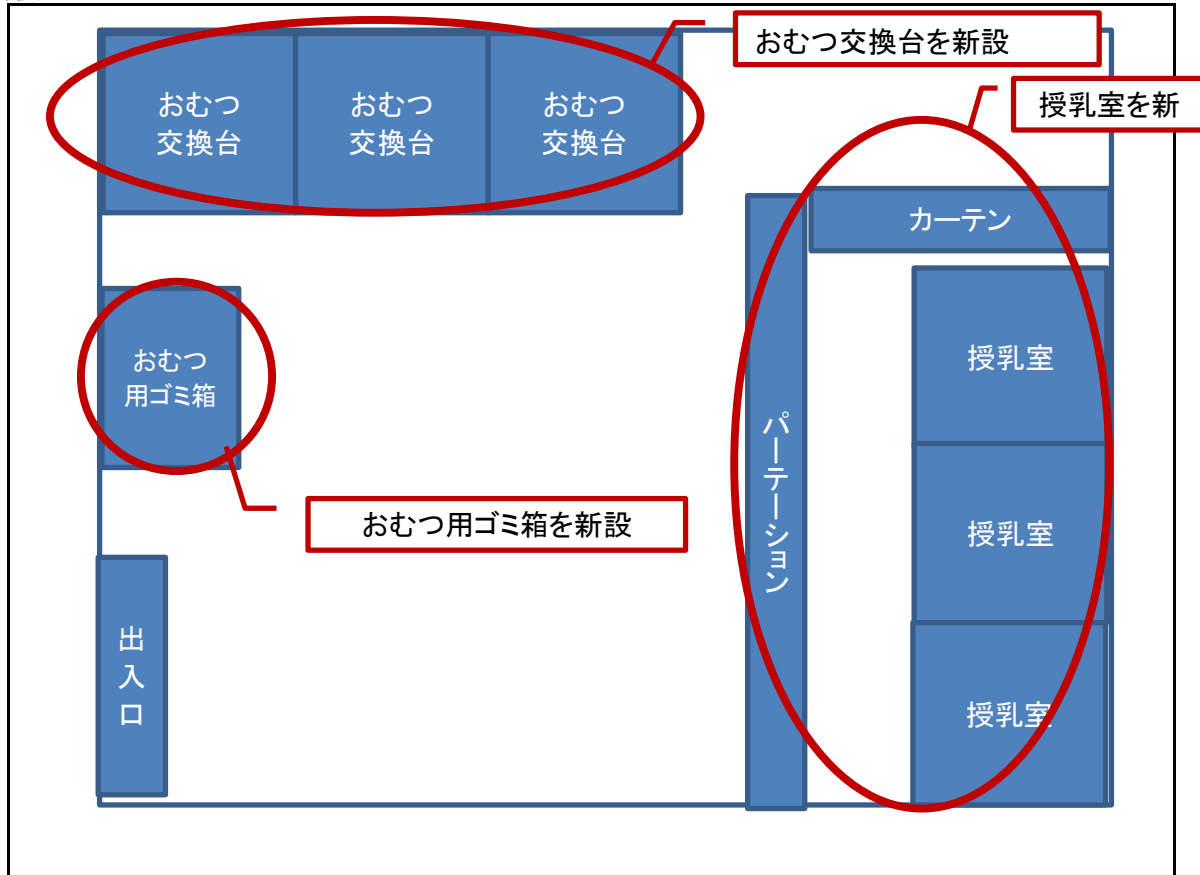 おむつ交換台を新設
おむつ
交換台
おむつ
交換台
おむつ
交換台
授乳室を新
カーテン
おむつ
用ゴミ箱
授乳室
パーテーション
おむつ用ゴミ箱を新設
授乳室
出入口
授乳室